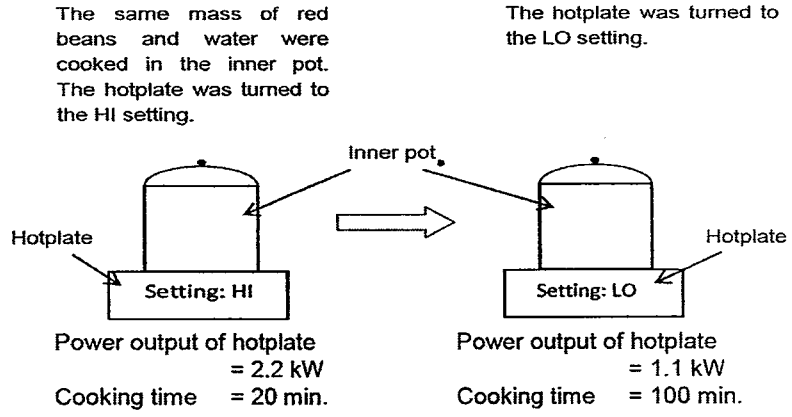 The same mass of red
beans and water were
cooked in the inner pot.
The hotplate was turned to
the HI setting.
The hotplate was turned to
the LO setting.
Inner pot
Hotplate
Hotplate
Setting: HI
Setting: LO
Power output of hotplate
= 2.2 kW
Cooking time = 20 min.
Power output of hotplate
= 1.1 kW
Cooking time = 100 min.